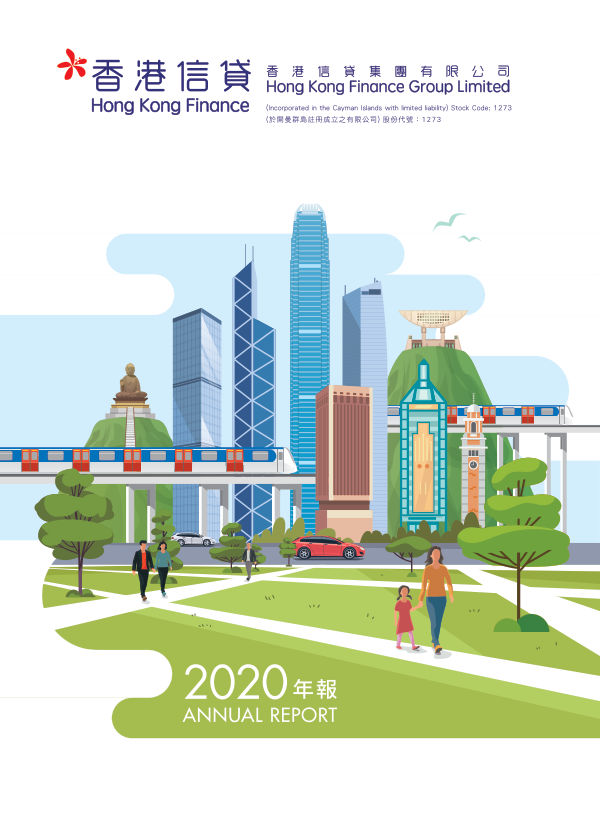 香港信貸
Hong Kong Finance
香港信貸集團有限公司
Hong Kong Finance Group Limited
(Incorporated in the Cayman Islands with limited liability) Stock Code: 1273
(於開曼群島註冊成立之有限公司) 股份代號：1273
2020年報
ANNUAL REPORT